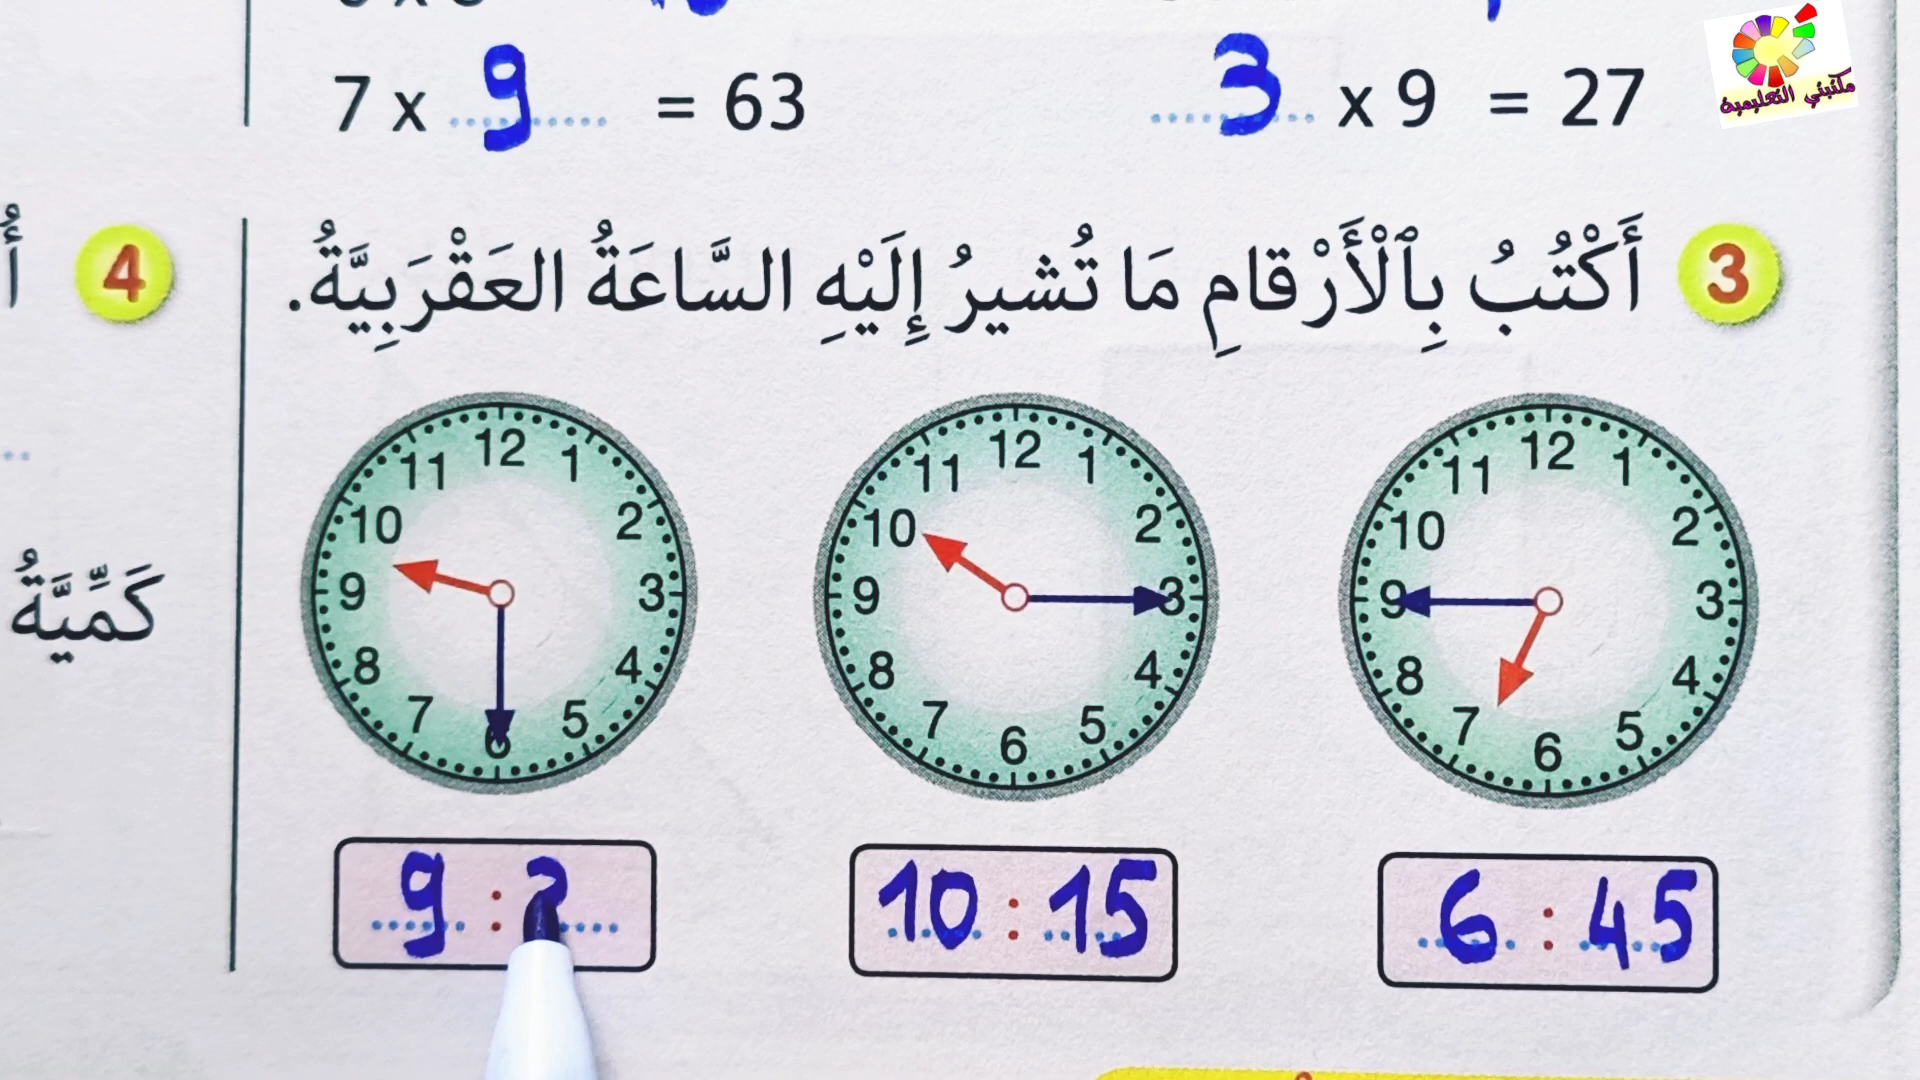 7 x 9 = 63
3 x 9 = 27
مكتبتي التعليمية
3 أَكْتُبُ بِٱلْأَرْقامِ مَا تُشيرُ إِلَيْهِ السَّاعَةُ العَقْرَبِيَّةُ.
4 أُ
كَمِّيَّةُ
12 1 2 3 4 5 6 7 8 9 10 11
12 1 2 3 4 5 6 7 8 9 10 11
12 1 2 3 4 5 6 7 8 9 10 11
9 : 3
10 : 15
6 : 45